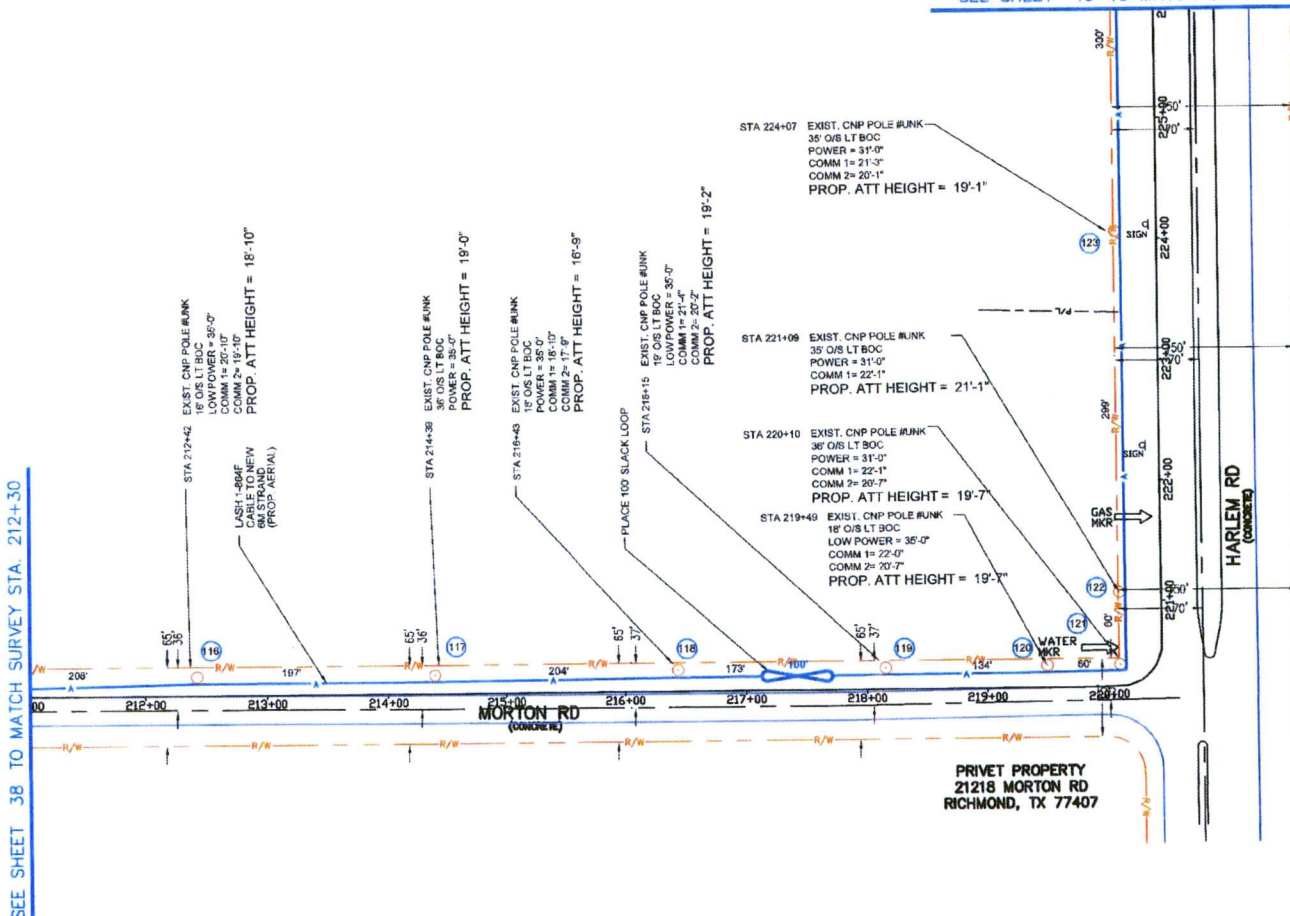 SEE SHEET 38 TO MATCH SURVEY STA. 212+30
STA 212+42 EXIST. CNP POLE #UNK
16' O/S LT BOC
LOW POWER = 36'-0"
COMM 1= 20'-10"
COMM 2= 19'-10"
PROP. ATT HEIGHT = 18'-10"
LASH 1-864F
CABLE TO NEW
6M STRAND
(PROP. AERIAL)
STA 214+39 EXIST. CNP POLE #UNK
36' O/S LT BOC
POWER = 35'-0"
PROP. ATT HEIGHT = 19'-0"
STA 216+43 EXIST. CNP POLE #UNK
18' O/S LT BOC
POWER = 35'-0"
COMM 1= 18'-10"
COMM 2= 17'-9"
PROP. ATT HEIGHT = 16'-9"
PLACE 100' SLACK LOOP
STA 218+15 EXIST. CNP POLE #UNK
19' O/S LT BOC
LOW POWER = 35'-0"
COMM 1= 21'-4"
COMM 2= 20'-2"
PROP. ATT HEIGHT = 19'-2"
STA 224+07 EXIST. CNP POLE #UNK
35' O/S LT BOC
POWER = 31'-0"
COMM 1= 21'-3"
COMM 2= 20'-1"
PROP. ATT HEIGHT = 19'-1"
STA 221+09 EXIST. CNP POLE #UNK
35' O/S LT BOC
POWER = 31'-0"
COMM 1= 22'-1"
PROP. ATT HEIGHT = 21'-1"
STA 220+10 EXIST. CNP POLE #UNK
36' O/S LT BOC
POWER = 31'-0"
COMM 1= 22'-1"
COMM 2= 20'-7"
PROP. ATT HEIGHT = 19'-7"
STA 219+49 EXIST. CNP POLE #UNK
18' O/S LT BOC
LOW POWER = 35'-0"
COMM 1= 22'-0"
COMM 2= 20'-7"
PROP. ATT HEIGHT = 19'-7"
300'
R/W
225+00
50'
70'
A
123
R/W
SIGN
224+00
P/L
A
50'
223+00
70'
299'
R/W
SIGN
A
222+00
GAS
MKR
HARLEM RD
(CONCRETE)
122
221+00
50'
70'
60'
R/W
121
WATER
MKR
120
R/W
65'
36'
116
R/W
65'
36'
117
R/W
65'
37'
118
R/W
65'
37'
119
R/W
208'
A
197'
A
204'
A
173'
100'
A
134'
60'
00
212+00
213+00
214+00
215+00
216+00
217+00
218+00
219+00
220+00
MORTON RD
(CONCRETE)
R/W
R/W
R/W
R/W
R/W
R/W
PRIVET PROPERTY
21218 MORTON RD
RICHMOND, TX 77407
R/W